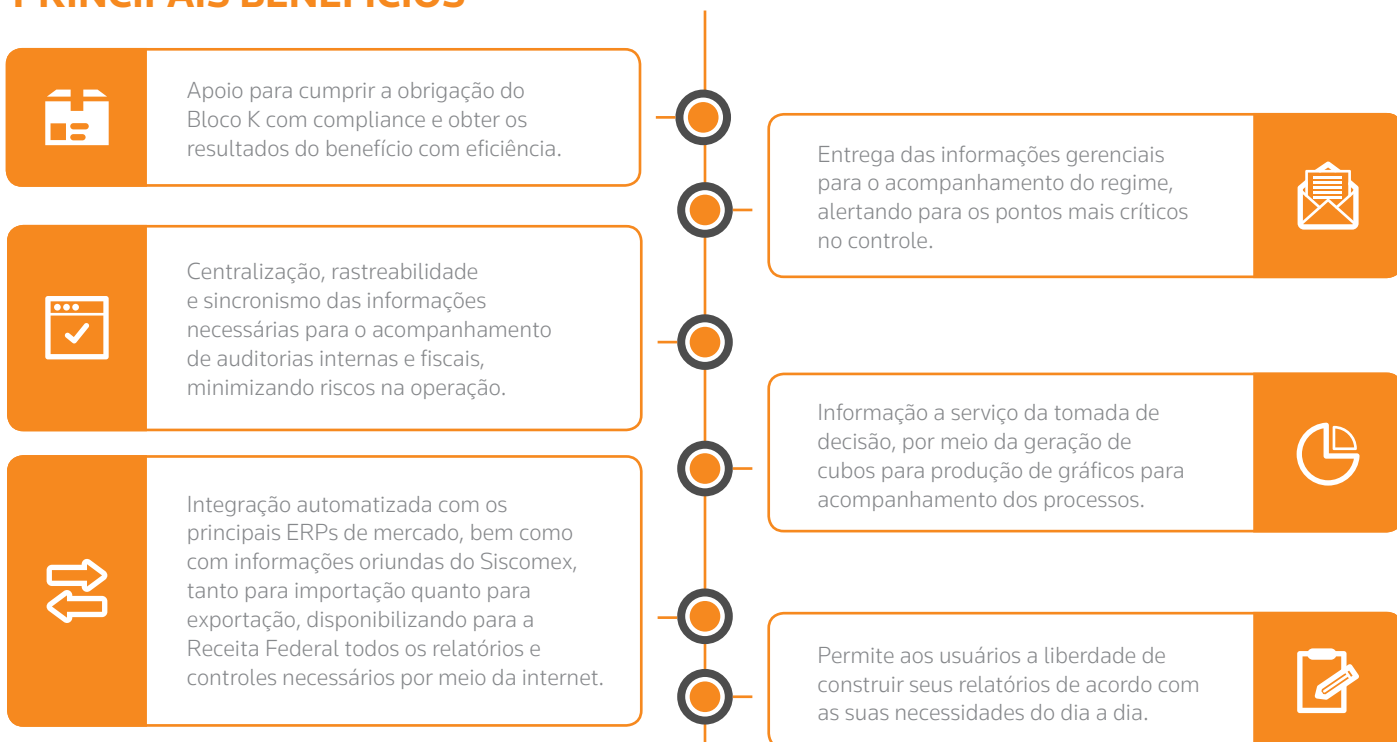 PRINCIPAIS BENEFÍCIOS
Apoio para cumprir a obrigação do
Bloco K com compliance e obter os
resultados do benefício com eficiência.
Entrega das informações gerenciais
para o acompanhamento do regime,
alertando para os pontos mais críticos
no controle.
Centralização, rastreabilidade
e sincronismo das informações
necessárias para o acompanhamento
de auditorias internas e fiscais,
minimizando riscos na operação.
Informação a serviço da tomada de
decisão, por meio da geração de
cubos para produção de gráficos para
acompanhamento dos processos.
Integração automatizada com os
principais ERPs de mercado, bem como
com informações oriundas do Siscomex,
tanto para importação quanto para
exportação, disponibilizando para a
Receita Federal todos os relatórios e
controles necessários por meio da internet.
Permite aos usuários a liberdade de
construir seus relatórios de acordo com
as suas necessidades do dia a dia.